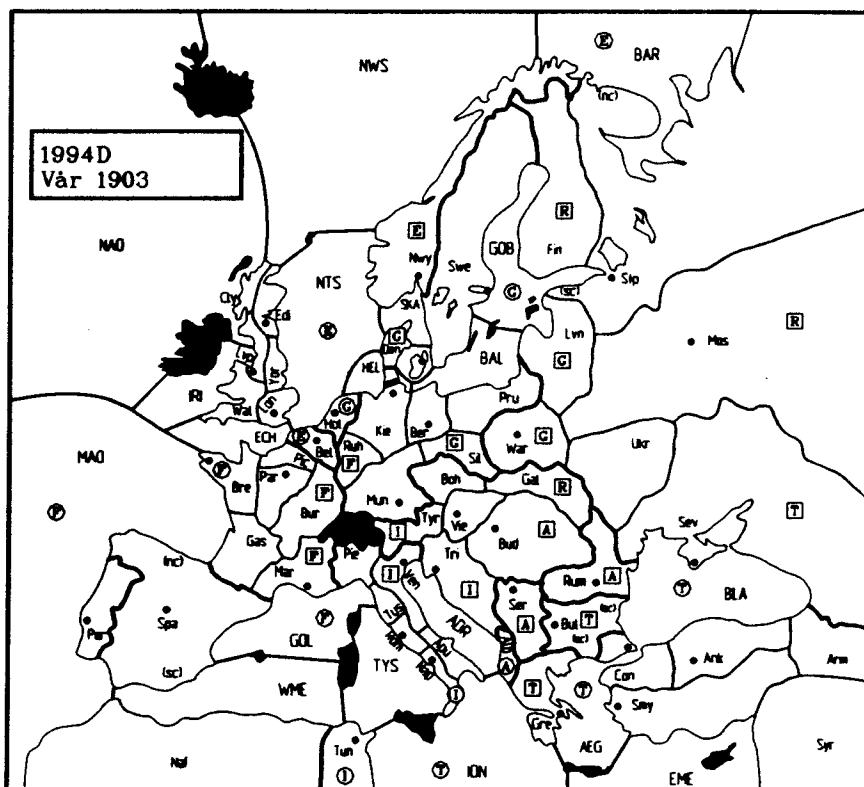 NWS
E
BAR
(nc)
1994D
Vår 1903
NAO
E
Nwy
R
Fin
GOB
Swe
NTS
SKA
E
G
(sc)
Stp
R
Mos
Cly
Edi
G
Den
HEL
BAL
Lvn
G
Yor
IRI
Wal
Lon
Hol
G
Kie
Ber
Pru
War
G
Ukr
ECH
E
Bel
Ruh
F
G
Sil
MAO
F
F
Bre
Pic
Par
F
Bur
Mun
Boh
Gal
R
Tyr
Vie
A
Bud
Sev
T
Gas
(nc)
F
Mar
Pie
I
I
Ven
Tri
I
Rum
A
T
BLA
Por
Spa
F
GOL
Tus
ADR
Ser
A
Bul
T
(ec)
(sc)
(sc)
WME
TYS
Rom
Apu
Nap
I
Alb
A
T
Gre
T
AEG
Con
Ank
Arm
Smy
Naf
Tun
I
T
ION
EME
Syr